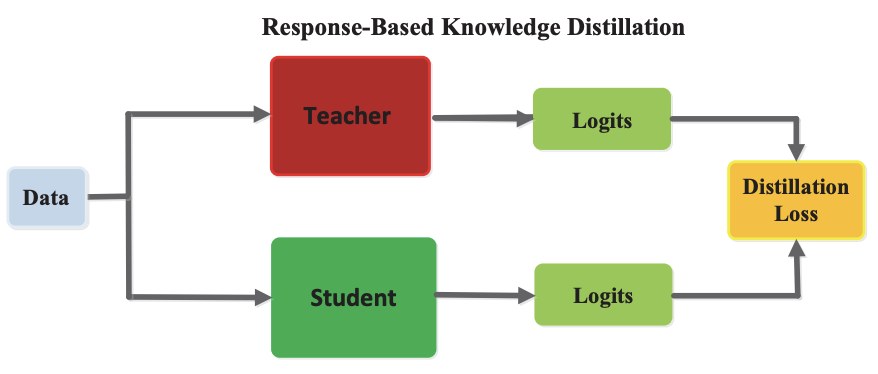 Response-Based Knowledge Distillation
Teacher
Logits
Data
Distillation
Loss
Student
Logits